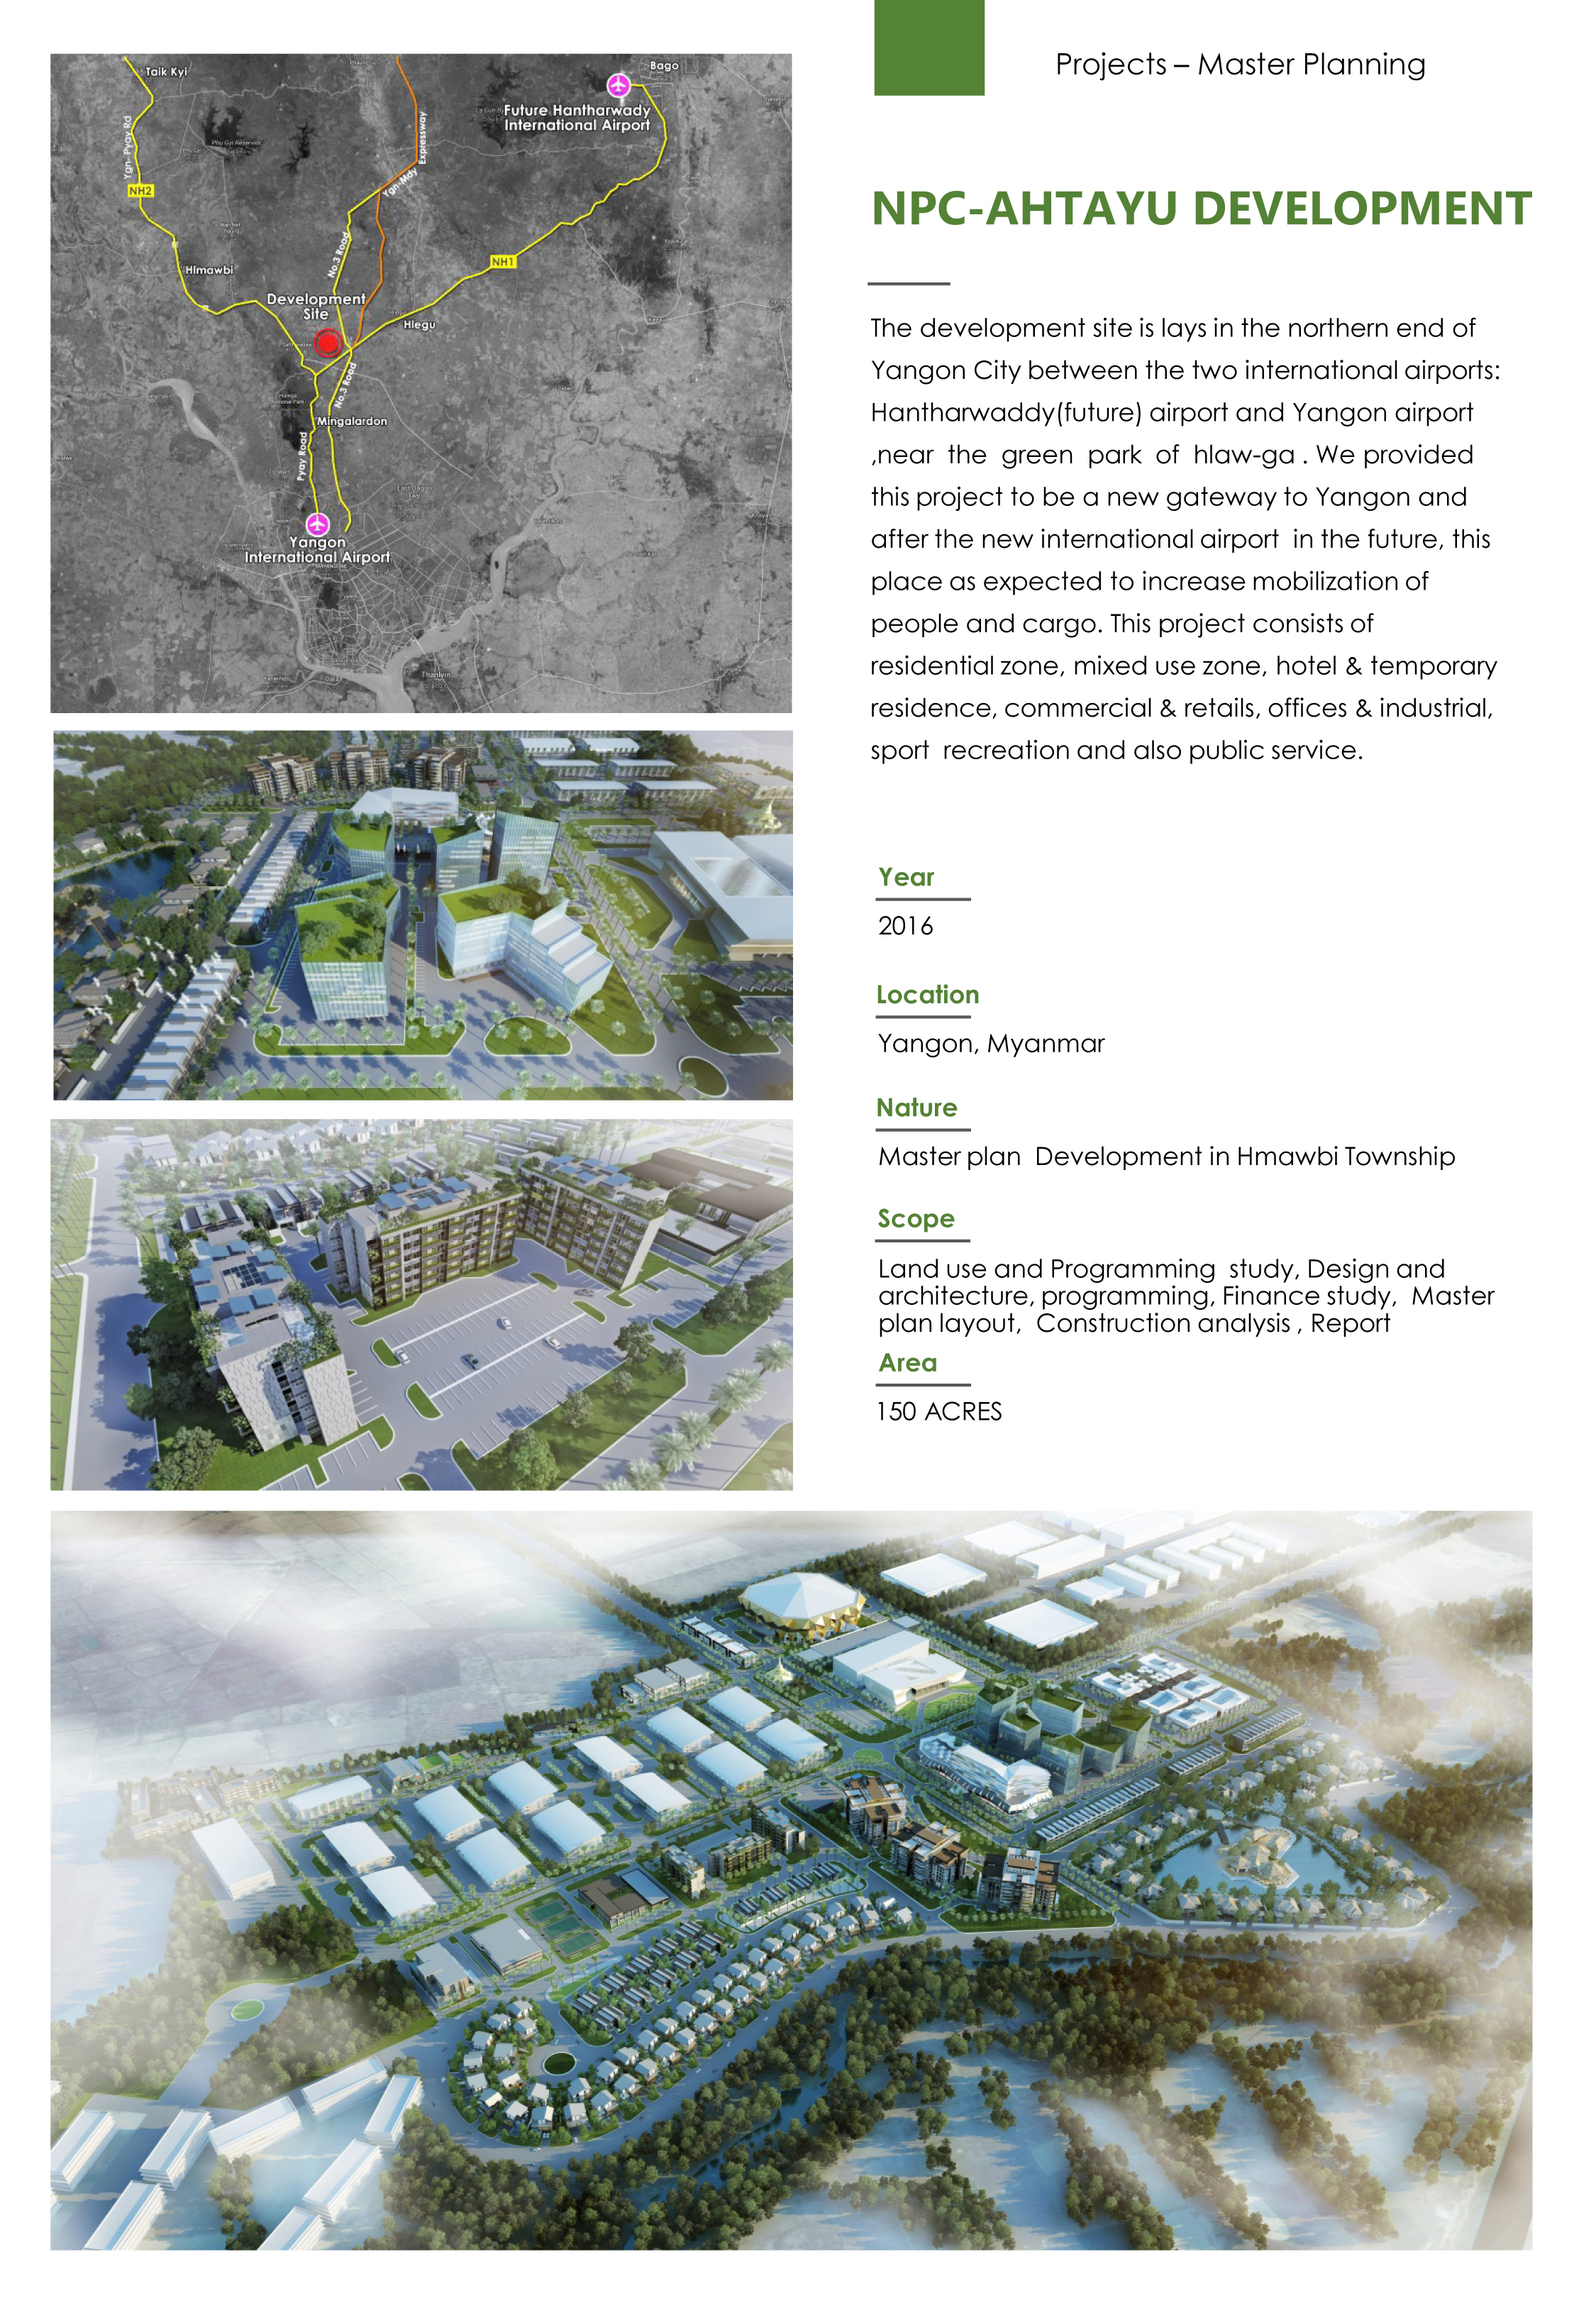 Projects – Master Planning
NPC-AHTAYU DEVELOPMENT
The development site is lays in the northern end of
Yangon City between the two international airports:
Hantharwaddy(future) airport and Yangon airport
,near the green park of hlaw-ga . We provided
this project to be a new gateway to Yangon and
after the new international airport in the future, this
place as expected to increase mobilization of
people and cargo. This project consists of
residential zone, mixed use zone, hotel & temporary
residence, commercial & retails, offices & industrial,
sport recreation and also public service.
Year
2016
Location
Yangon, Myanmar
Nature
Master plan Development in Hmawbi Township
Scope
Land use and Programming study, Design and
architecture, programming, Finance study, Master
plan layout, Construction analysis , Report
Area
150 ACRES
Taik Kyi
Ygn- Pyay Rd
NH2
Hlmawbi
Bago
Future Hantharwady
International Airport
Expressway
Ygn-Mdy
No.3 Road
NH1
Development
Site
Hlegu
No.3 Road
Mingalardon
Pyay Road
Yangon
International Airport
Thanlyin